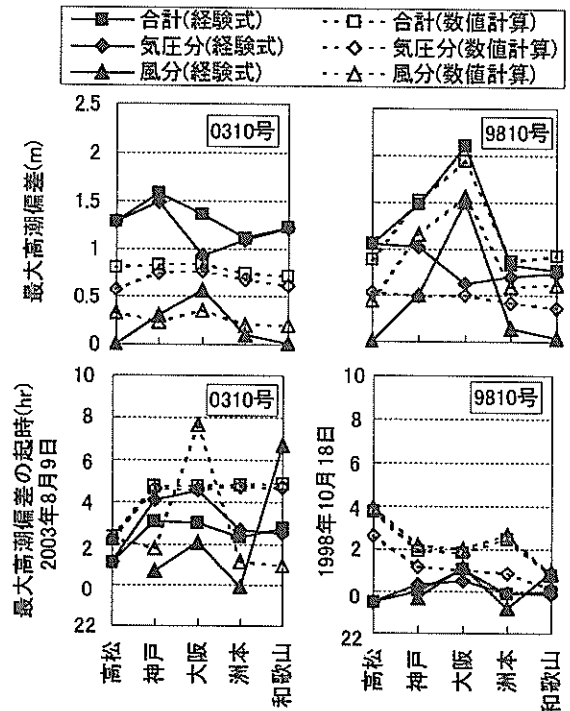 合計(経験式)
合計(数値計算)
気圧分(経験式)
気圧分(数値計算)
風分(経験式)
風分(数値計算)
最大高潮偏差(m)
2.5
2
1.5
1
0.5
0
0310号
9810号
最大高潮偏差の起時(hr)
2003年8月9日
10
8
6
4
2
0
22
0310号
1998年10月18日
10
8
6
4
2
0
22
9810号
高松
神戸
大阪
洲本
和歌山
高松
神戸
大阪
洲本
和歌山